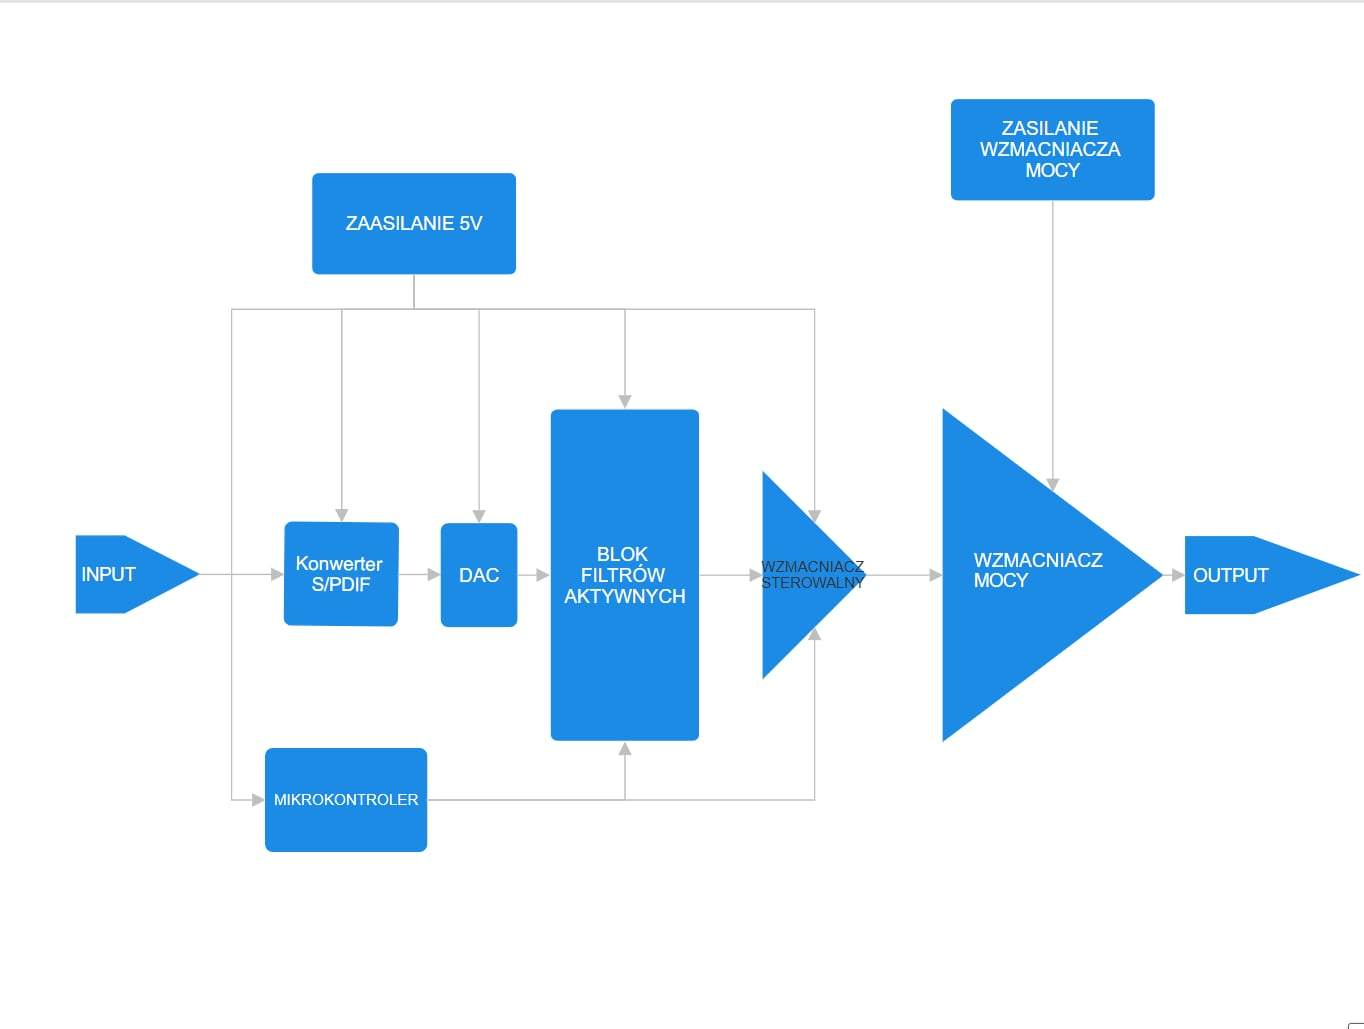 ZASILANIE
WZMACNIACZA
MOCY
ZAASILANIE 5V
INPUT
Konwerter
S/PDIF
DAC
BLOK
FILTRÓW
AKTYWNYCH
WZMACNIACZ
STEROWALNY
WZMACNIACZ
MOCY
OUTPUT
MIKROKONTROLER